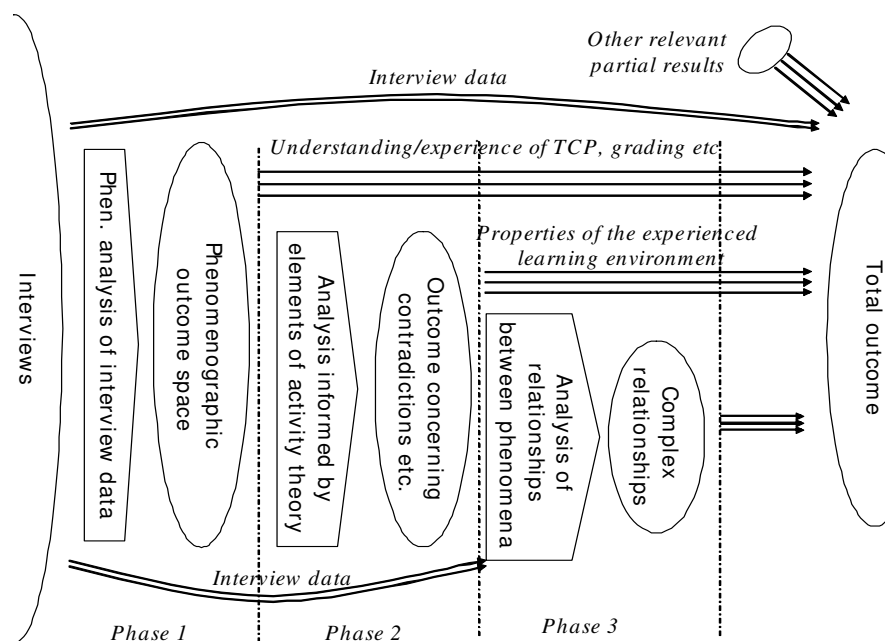 Other relevant
partial results
Interview data
Understanding/experience of TCP, grading etc
Properties of the experienced
learning environment
Interviews
Phen. analysis of interview data
Phenomenographic
outcome space
Analysis informed by
elements of activity theory
Outcome concerning
contradictions etc.
Analysis of
relationships
between phenomena
Complex
relationships
Total outcome
Interview data
Phase 1
Phase 2
Phase 3